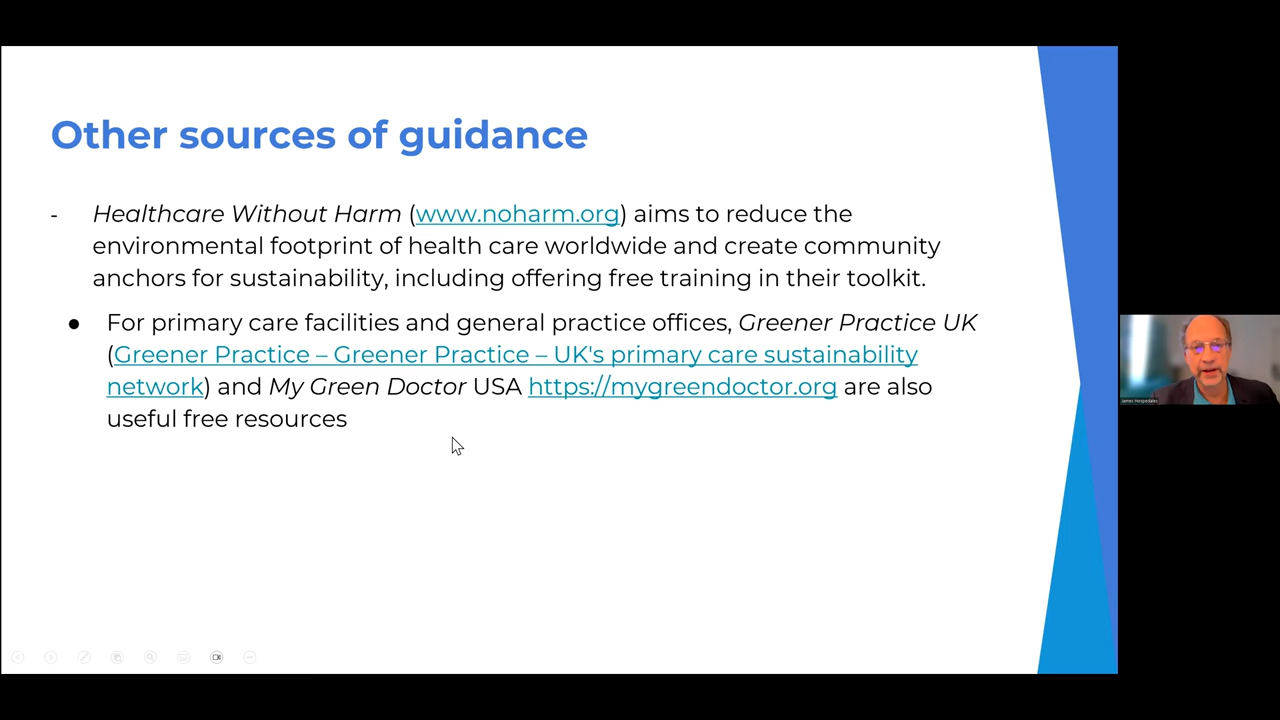 Other sources of guidance
- Healthcare Without Harm (www.noharm.org) aims to reduce the
environmental footprint of health care worldwide and create community
anchors for sustainability, including offering free training in their toolkit.
● For primary care facilities and general practice offices, Greener Practice UK
(Greener Practice – Greener Practice – UK's primary care sustainability
network) and My Green Doctor USA https://mygreendoctor.org are also
useful free resources
James Hospedales